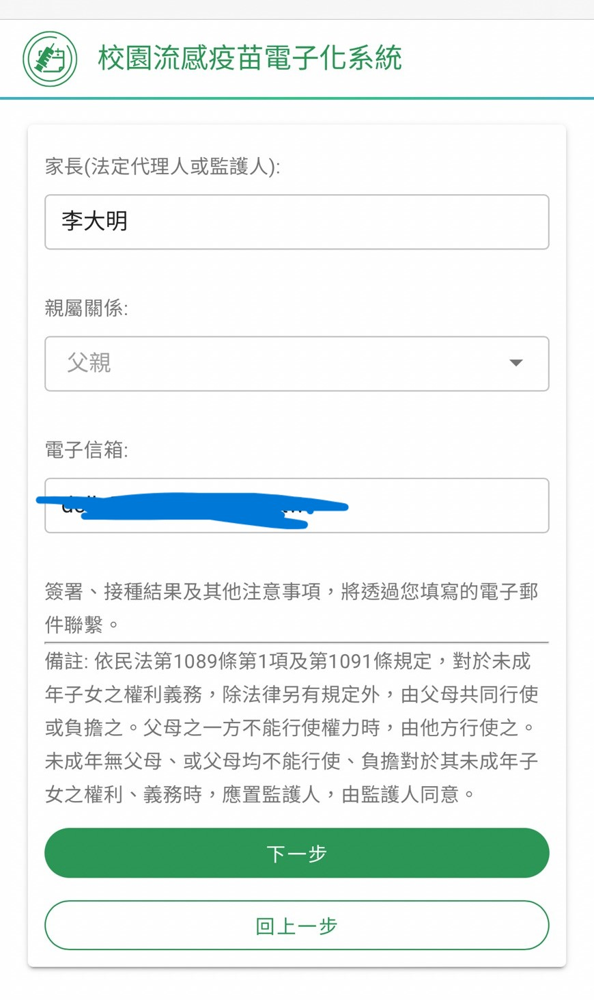 校園流感疫苗電子化系統
家長(法定代理人或監護人):
李大明
親屬關係:
父親
電子信箱:
簽署、接種結果及其他注意事項，將透過您填寫的電子郵
件聯繫。
備註: 依民法第1089條第1項及第1091條規定，對於未成
年子女之權利義務，除法律另有規定外，由父母共同行使
或負擔之。父母之一方不能行使權力時，由他方行使之。
未成年無父母、或父母均不能行使、負擔對於其未成年子
女之權利、義務時，應置監護人，由監護人同意。
下一步
回上一步